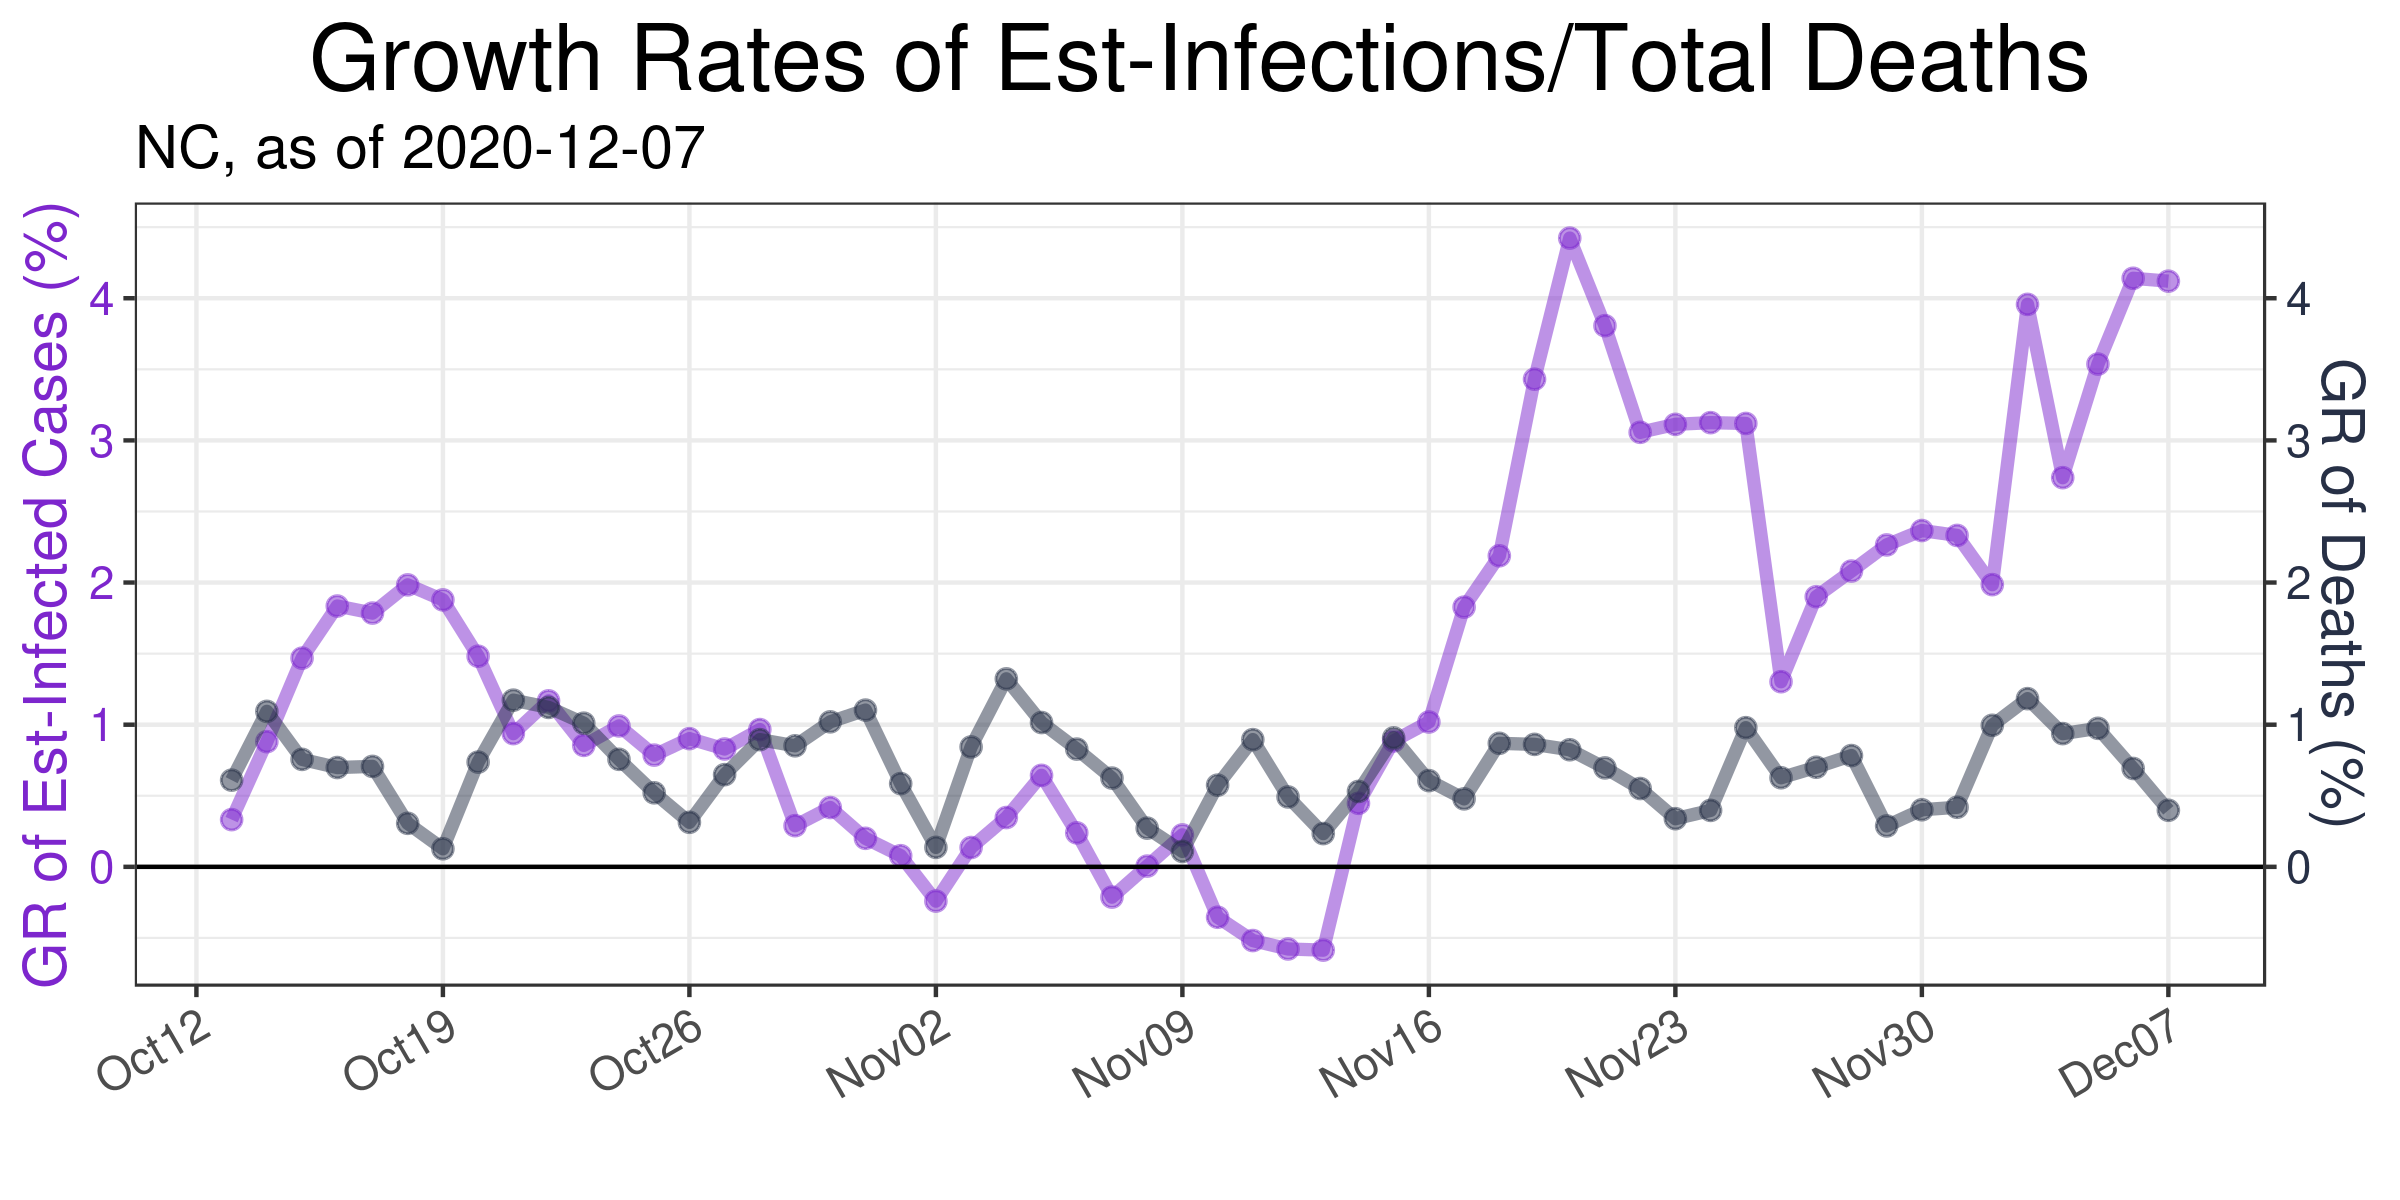 Growth Rates of Est-Infections/Total Deaths
NC, as of 2020-12-07
GR of Est-Infected Cases (%)
4
3
2
1
0
4
3
2
1
0
GR of Deaths (%)
Oct12
Oct19
Oct26
Nov02
Nov09
Nov16
Nov23
Nov30
Dec07